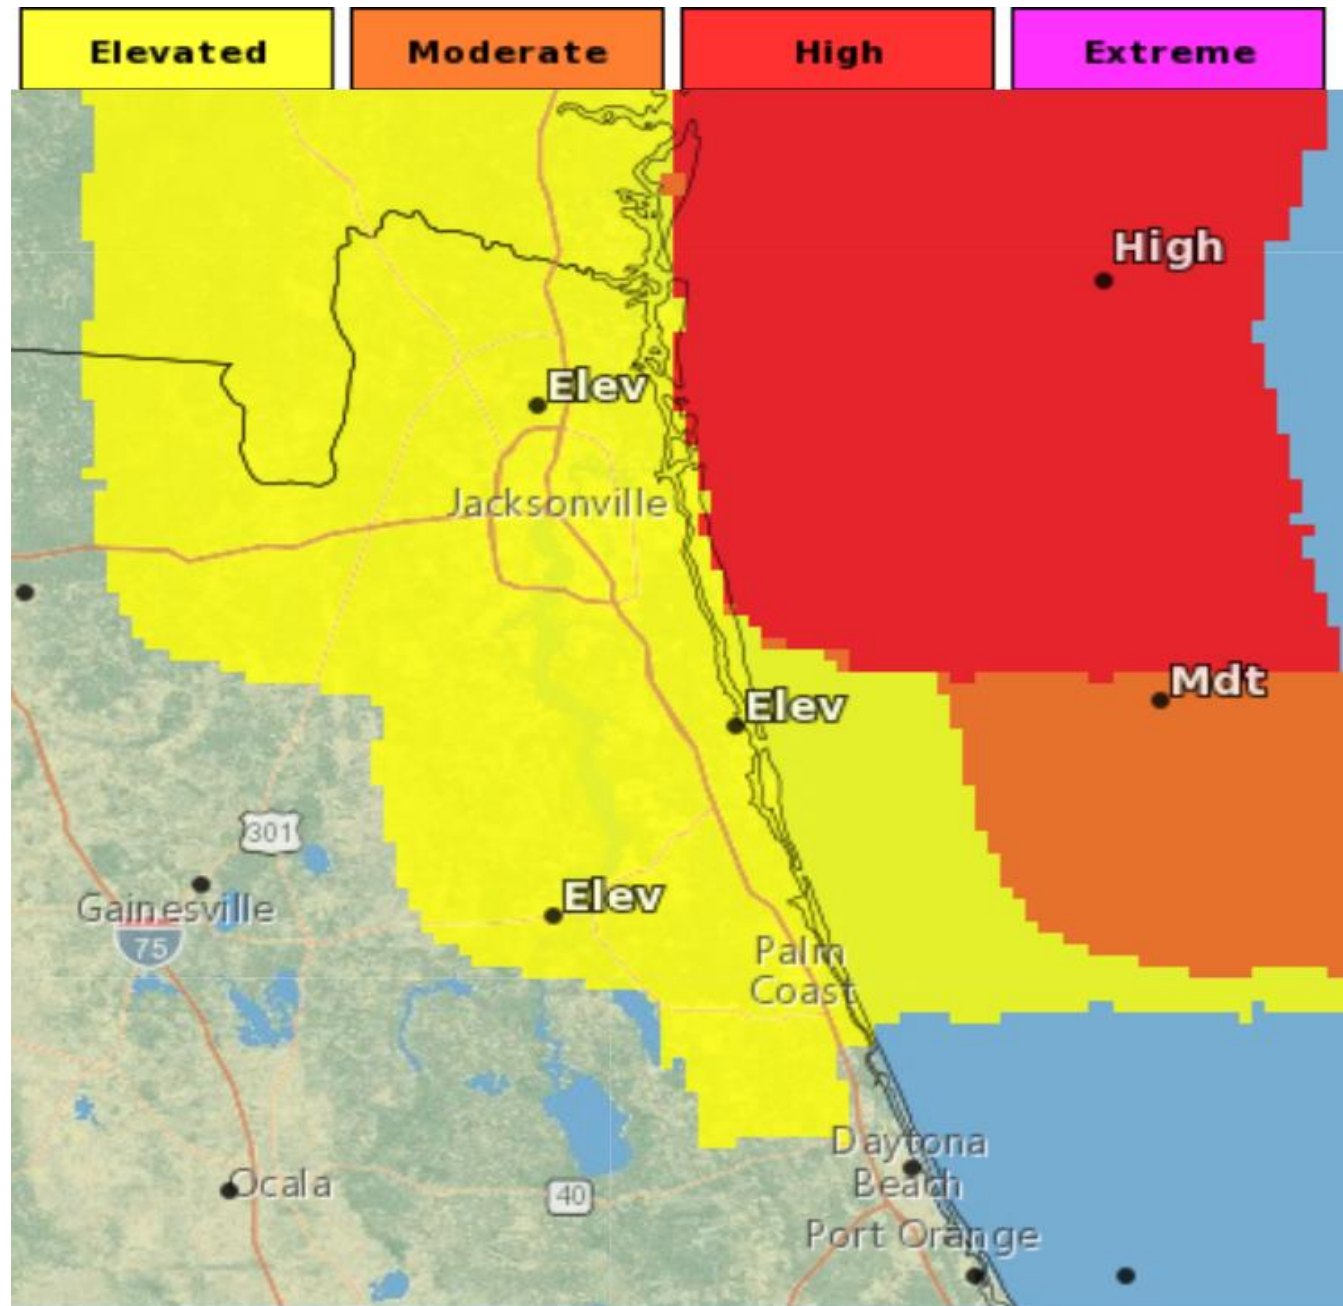 Elevated Moderate High Extreme
High
Elev
Jacksonville
Mdt
Elev
301
Elev
Gainesville
75
Palm
Coast
Daytona
Beach
Ocala
40
Port Orange